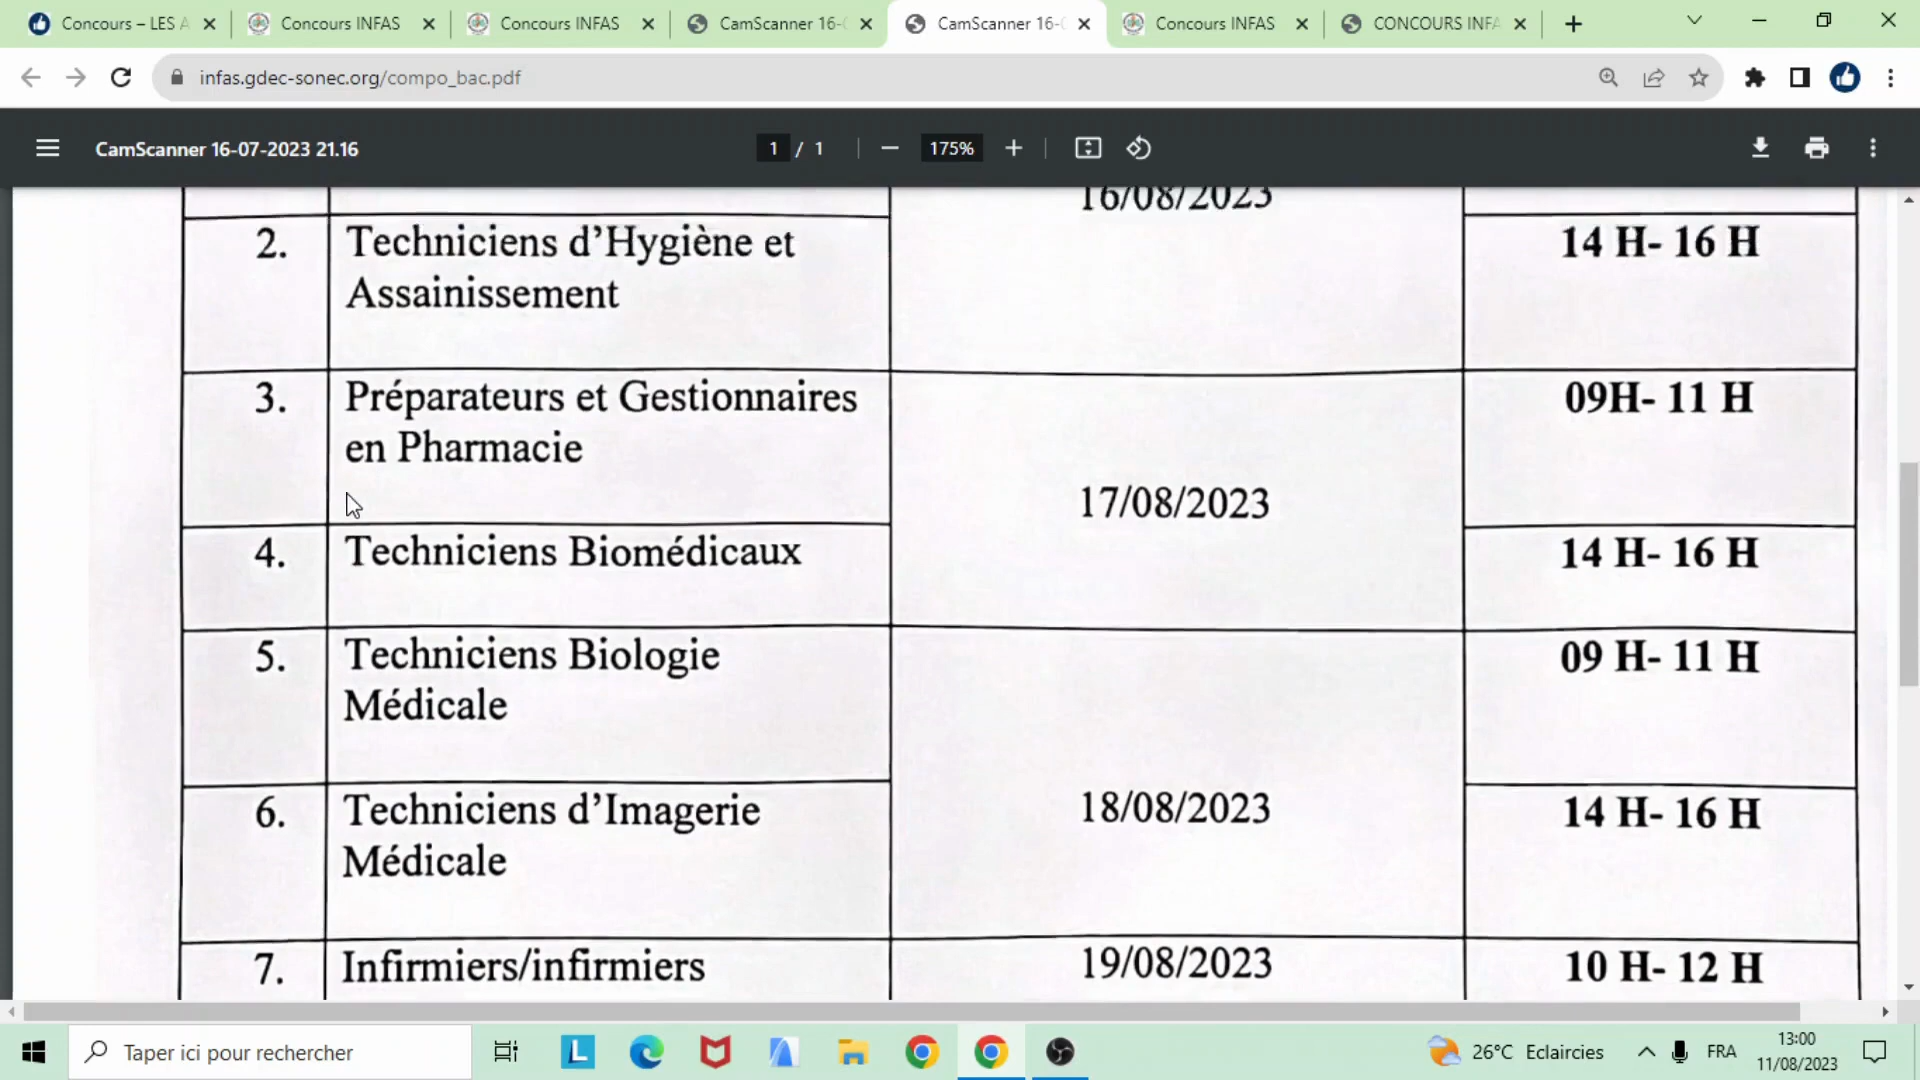 Concours – LES A
Concours INFAS
Concours INFAS
CamScanner 16-0
CamScanner 16-0
Concours INFAS
CONCOURS INFA
infas.gdec-sonec.org/compo_bac.pdf
CamScanner 16-07-2023 21.16
1 / 1
175%
16/08/2023
2. Techniciens d’Hygiène et 14 H- 16 H
Assainissement
3. Préparateurs et Gestionnaires 09H- 11 H
en Pharmacie
17/08/2023
4. Techniciens Biomédicaux 14 H- 16 H
5. Techniciens Biologie 09 H- 11 H
Médicale
6. Techniciens d’Imagerie 18/08/2023 14 H- 16 H
Médicale
7. Infirmiers/infirmiers 19/08/2023 10 H- 12 H
Taper ici pour rechercher
L
26°C Eclaircies
FRA
13:00
11/08/2023